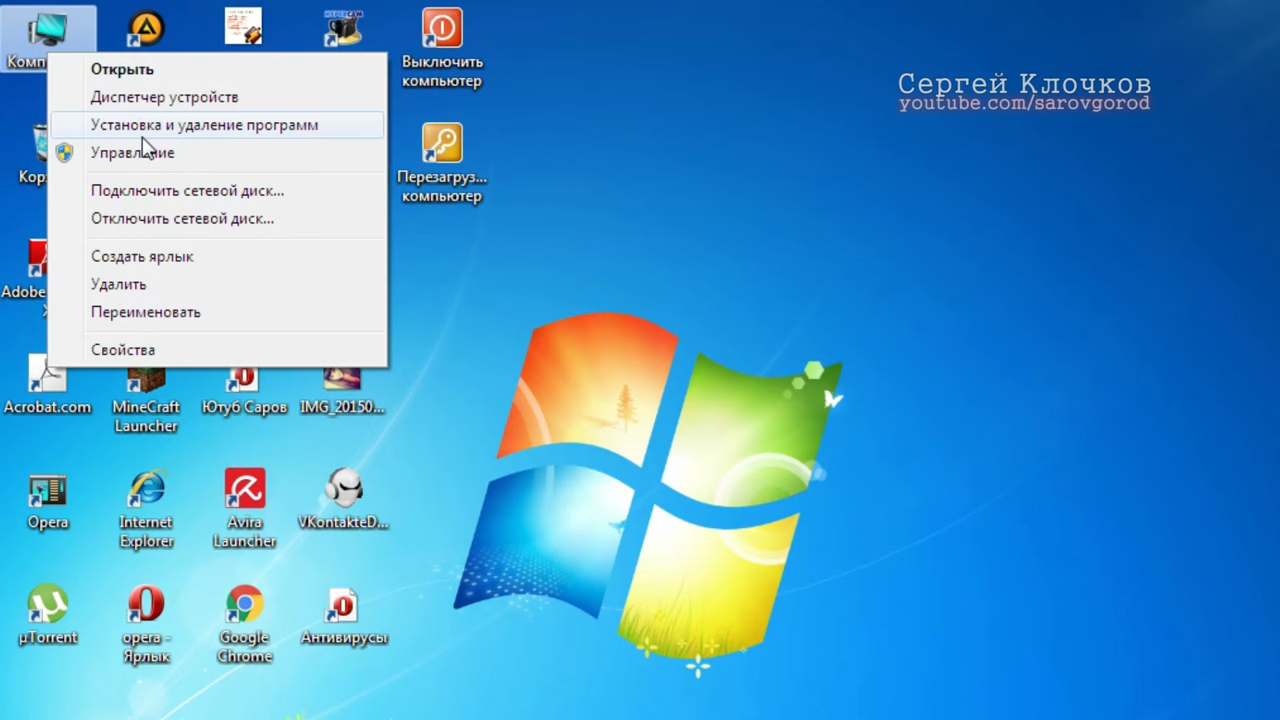 Открыть
Диспетчер устройств
Установка и удаление программ
Управление
Подключить сетевой диск...
Отключить сетевой диск...
Создать ярлык
Удалить
Переименовать
Свойства
Выключить
компьютер
Перезагруз...
компьютер
Сергей Клочков
youtube.com/sarovgorod
Adobe
Acrobat.com
MineCraft
Launcher
Ютуб Саров
IMG_20150...
Opera
Internet
Explorer
Avira
Launcher
VKontakteD...
µTorrent
opera -
Ярлык
Google
Chrome
Антивирусы